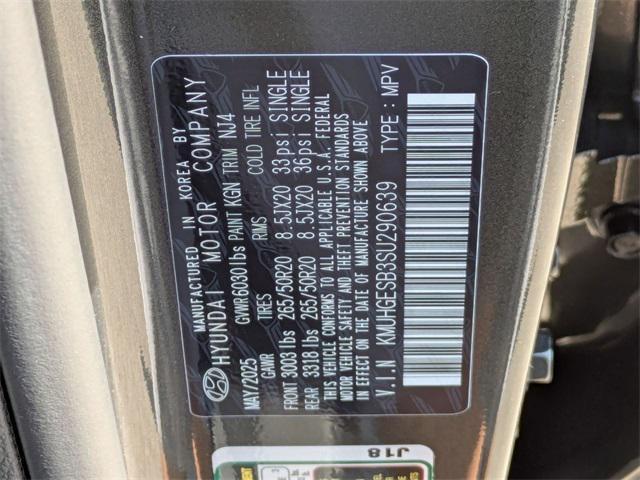 MANUFACTURED IN KOREA BY
HYUNDAI MOTOR COMPANY
MAY/2025 GVWR6030 lbs PAINT KGN TRIM NJ4
GAWR TIRES RIMS COLD TIRE INFL
FRONT 3003 lbs 265/50R20 8.5JX20 33psi SINGLE
REAR 3318 lbs 265/50R20 8.5JX20 36psi SINGLE
THIS VEHICLE CONFORMS TO ALL APPLICABLE U.S.A. FEDERAL
MOTOR VEHICLE SAFETY AND THEFT PREVENTION STANDARDS
IN EFFECT ON THE DATE OF MANUFACTURE SHOWN ABOVE
V.I.N KMUHGESB3SU290639 TYPE : MPV
J18